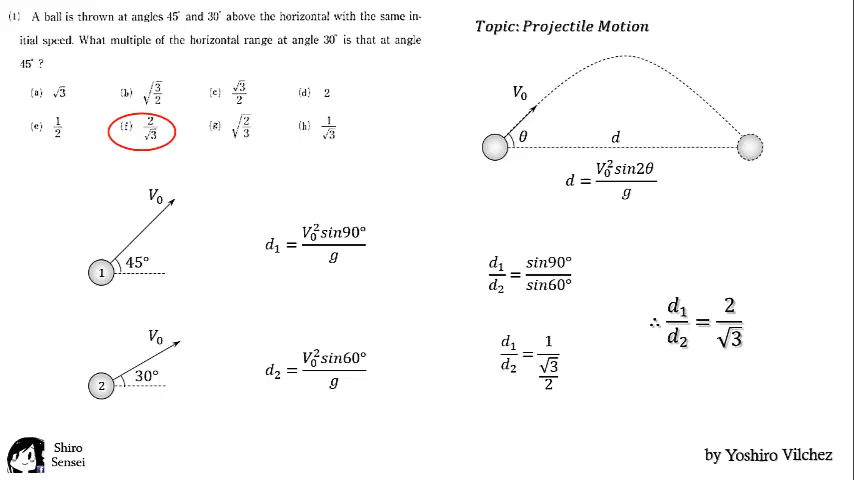 (1) A ball is thrown at angles 45° and 30° above the horizontal with the same in-
itial speed. What multiple of the horizontal range at angle 30° is that at angle
45° ?
(a) √3 (b) √(3/2) (c) √3/2 (d) 2
(e) 1/2 (f) 2/√3 (g) √(2/3) (h) 1/√3
Topic: Projectile Motion
V₀
θ
d
d = V₀²sin2θ/g
V₀
45°
1
d₁ = V₀²sin90°/g
V₀
30°
2
d₂ = V₀²sin60°/g
d₁/d₂ = sin90°/sin60°
d₁/d₂ = 1/(√3/2)
∴ d₁/d₂ = 2/√3
Shiro
Sensei
by Yoshiro Vilchez